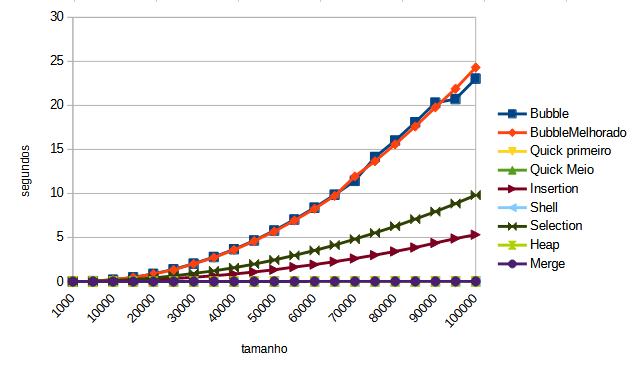 30
25
20
15
10
5
0
segundos
1000
10000
20000
30000
40000
50000
60000
70000
80000
90000
100000
tamanho
Bubble
BubbleMelhorado
Quick primeiro
Quick Meio
Insertion
Shell
Selection
Heap
Merge